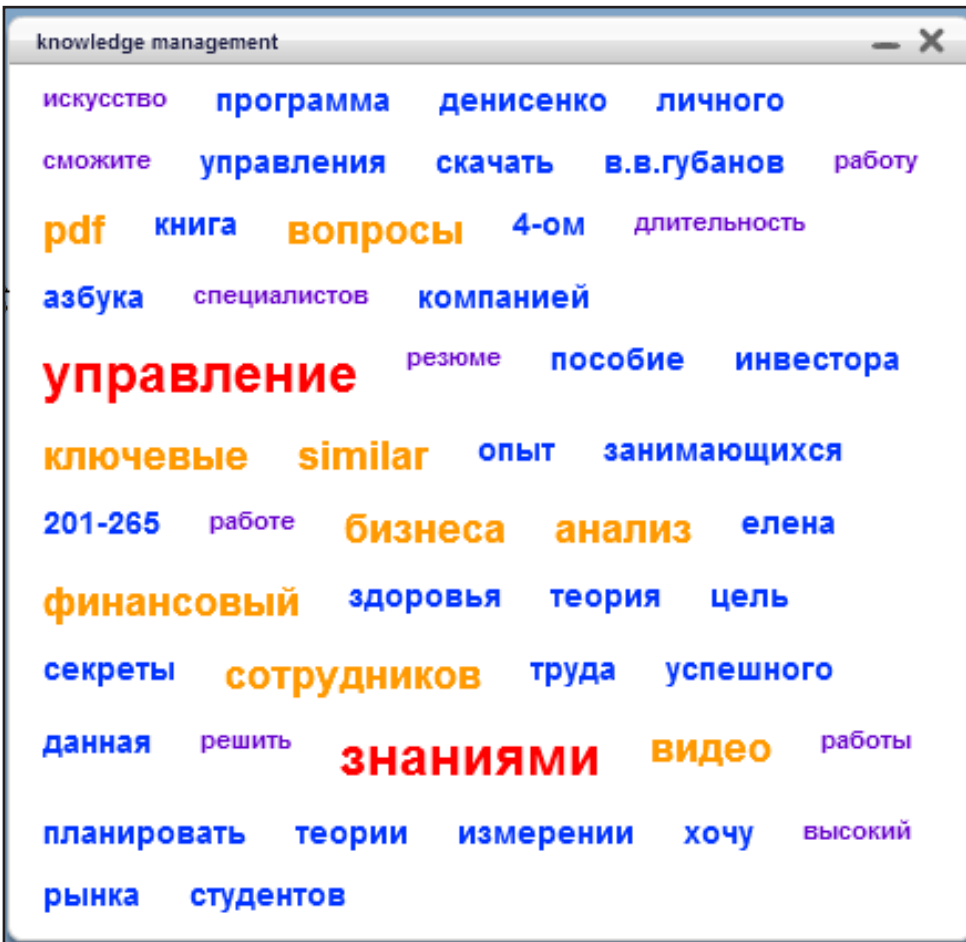 knowledge management
искусство программа денисенко личного
сможите управления скачать в.в.губанов работу
pdf книга вопросы 4-ом длительность
азбука специалистов компанией
управление резюме пособие инвестора
ключевые similar опыт занимающихся
201-265 работе бизнеса анализ елена
финансовый здоровья теория цель
секреты сотрудников труда успешного
данная решить знаниями видео работы
планировать теории измерении хочу высокий
рынка студентов